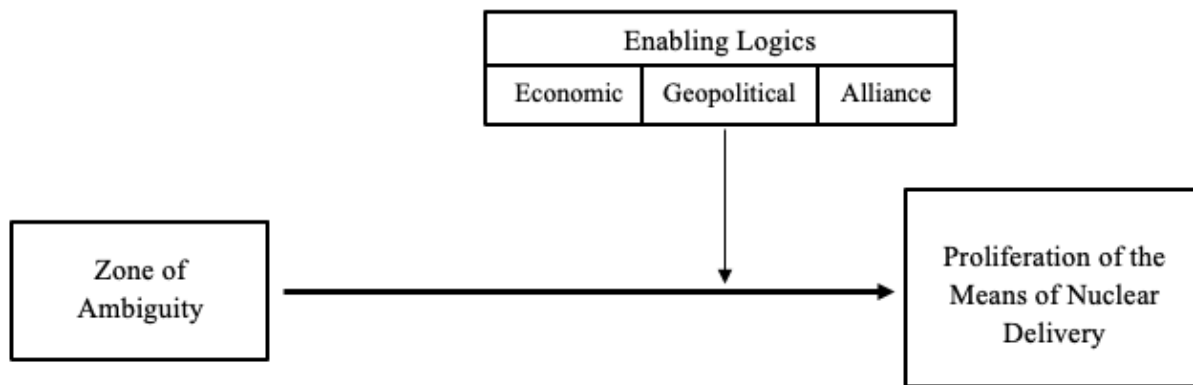 Enabling Logics
Economic
Geopolitical
Alliance
Zone of
Ambiguity
Proliferation of the
Means of Nuclear
Delivery